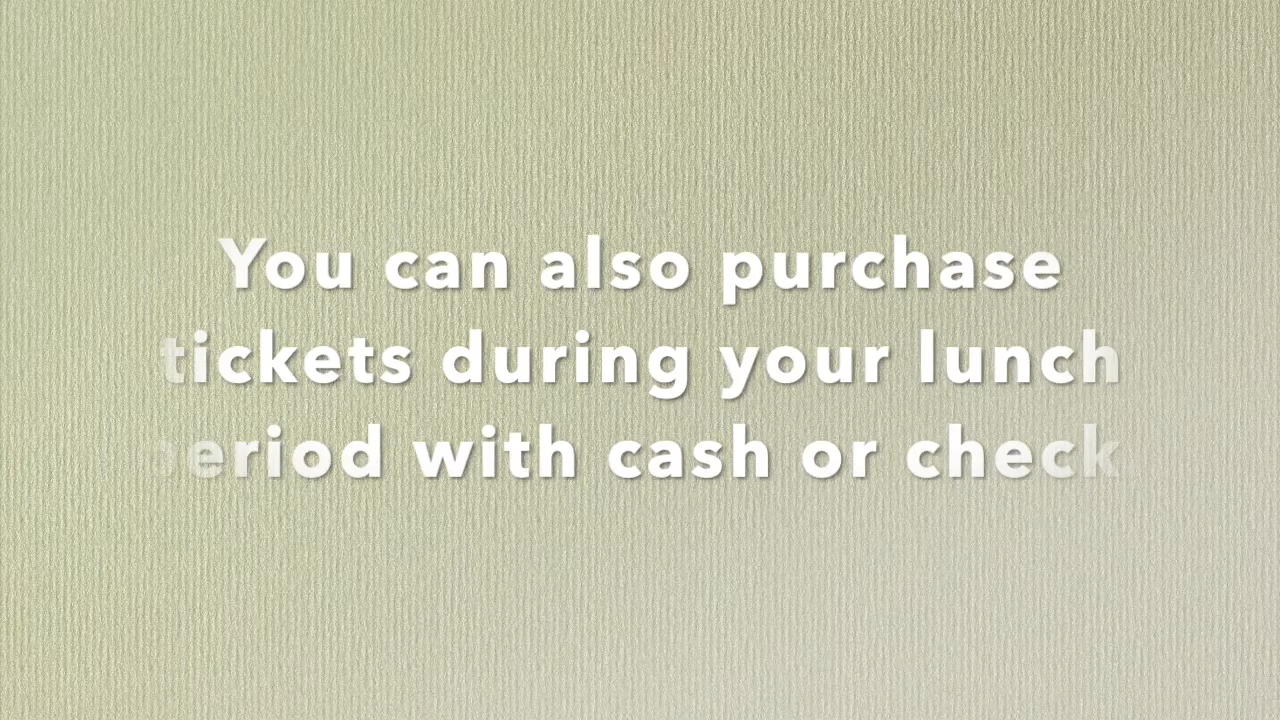 You can also purchase
tickets during your lunch
period with cash or check